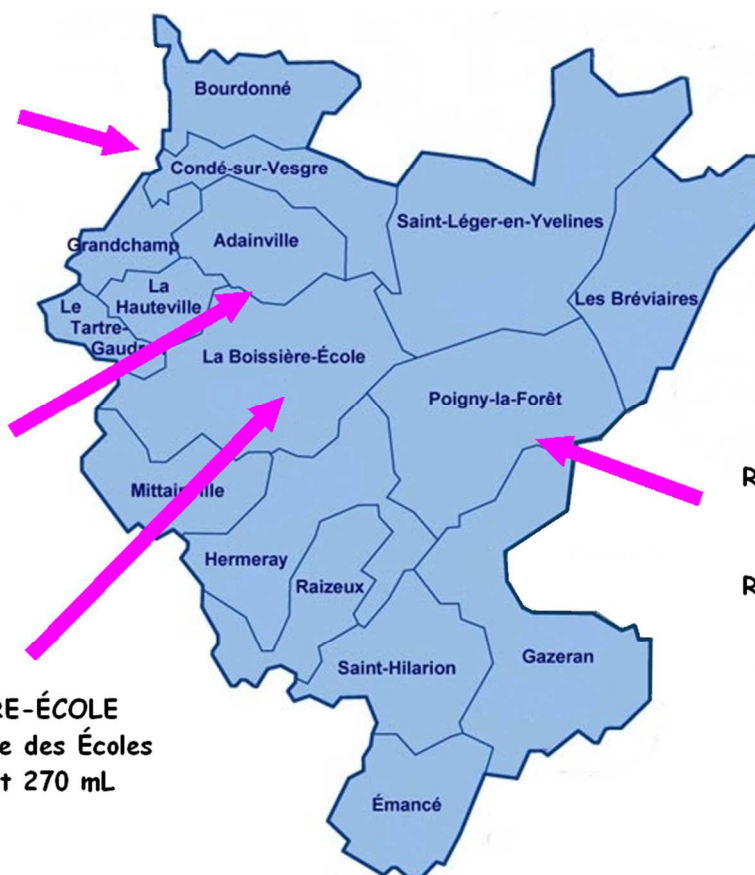 Bourdonné
Condé-sur-Vesgre
Saint-Léger-en-Yvelines
Grandchamp
Adainville
La
Hauteville
Les Bréviaires
Le
Tartre-
La Boissière-École
Poigny-la-Forêt
Mittainville
Hermeray
Raizeux
Saint-Hilarion
Gazeran
Émancé
RE-ÉCOLE
e des Écoles
t 270 mL
R
R